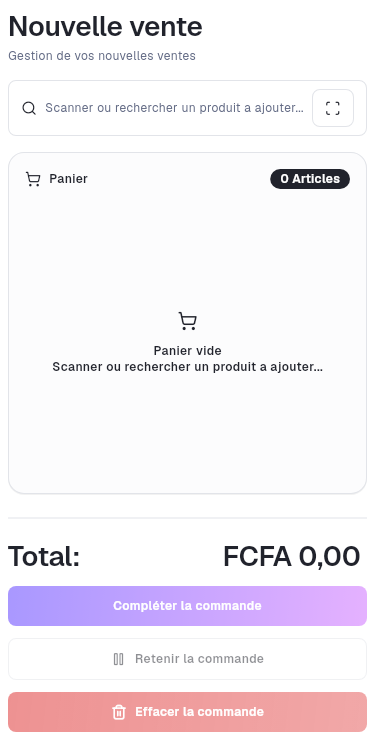 Nouvelle vente
Gestion de vos nouvelles ventes
Scanner ou rechercher un produit a ajouter...
Panier
0 Articles
Panier vide
Scanner ou rechercher un produit a ajouter...
Total:
FCFA 0,00
Compléter la commande
Retenir la commande
Effacer la commande